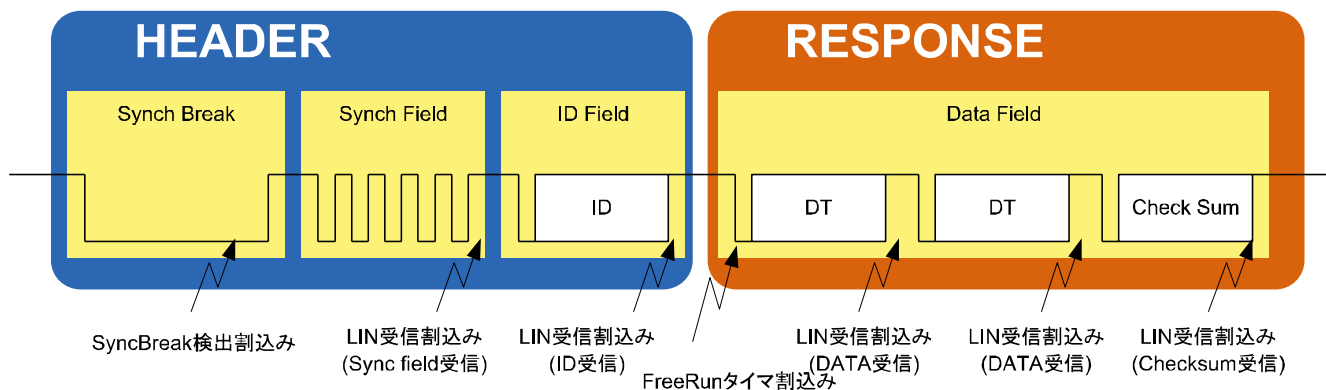 HEADER
RESPONSE
Synch Break
Synch Field
ID Field
Data Field
ID
DT
DT
Check Sum
SyncBreak検出割込み
LIN受信割込み
(Sync field受信)
LIN受信割込み
(ID受信)
FreeRunタイマ割込み
LIN受信割込み
(DATA受信)
LIN受信割込み
(DATA受信)
LIN受信割込み
(Checksum受信)